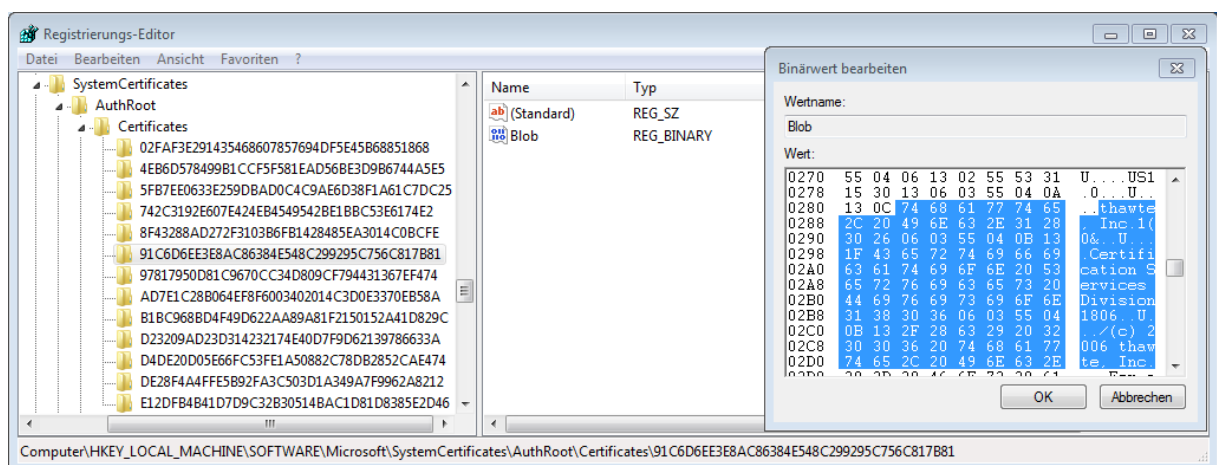 Registrierungs-Editor
Datei Bearbeiten Ansicht Favoriten ?
SystemCertificates
AuthRoot
Certificates
02FAF3E291435468607857694DF5E45B68851868
4EB6D578499B1CCF5F581EAD56BE3D9B6744A5E5
5FB7EE0633E259DBAD0C4C9AE6D38F1A61C7DC25
742C3192E607E424EB4549542BE1BBC53E6174E2
8F43288AD272F3103B6FB1428485EA3014C0BCFE
91C6D6EE3E8AC86384E548C299295C756C817B81
97817950D81C9670CC34D809CF794431367EF474
AD7E1C28B064EF8F6003402014C3D0E3370EB58A
B1BC968BD4F49D622AA89A81F2150152A41D829C
D23209AD23D314232174E40D7F9D62139786633A
D4DE20D05E66FC53FE1A50882C78DB2852CAE474
DE28F4A4FFE5B92FA3C503D1A349A7F9962A8212
E12DFB4B41D7D9C32B30514BAC1D81D8385E2D46
Name Typ
(Standard) REG_SZ
Blob REG_BINARY
Binärwert bearbeiten
Wertname:
Blob
Wert:
0270 55 04 06 13 02 55 53 31 U....US1
0278 15 30 13 06 03 55 04 0A .0...U..
0280 13 0C 74 68 61 77 74 65 ..thawte
0288 2C 20 49 6E 63 2E 31 28 , Inc.1(
0290 30 26 06 03 55 04 0B 13 0&..U...
0298 1F 43 65 72 74 69 66 69 .Certifi
02A0 63 61 74 69 6F 6E 20 53 cation S
02A8 65 72 76 69 63 65 73 20 ervices
02B0 44 69 76 69 73 69 6F 6E Division
02B8 31 38 30 36 06 03 55 04 1806..U.
02C0 0B 13 2F 28 63 29 20 32 ../(c) 2
02C8 30 30 36 20 74 68 61 77 006 thaw
02D0 74 65 2C 20 49 6E 63 2E te, Inc.
OK Abbrechen
Computer\HKEY_LOCAL_MACHINE\SOFTWARE\Microsoft\SystemCertificates\AuthRoot\Certificates\91C6D6EE3E8AC86384E548C299295C756C817B81